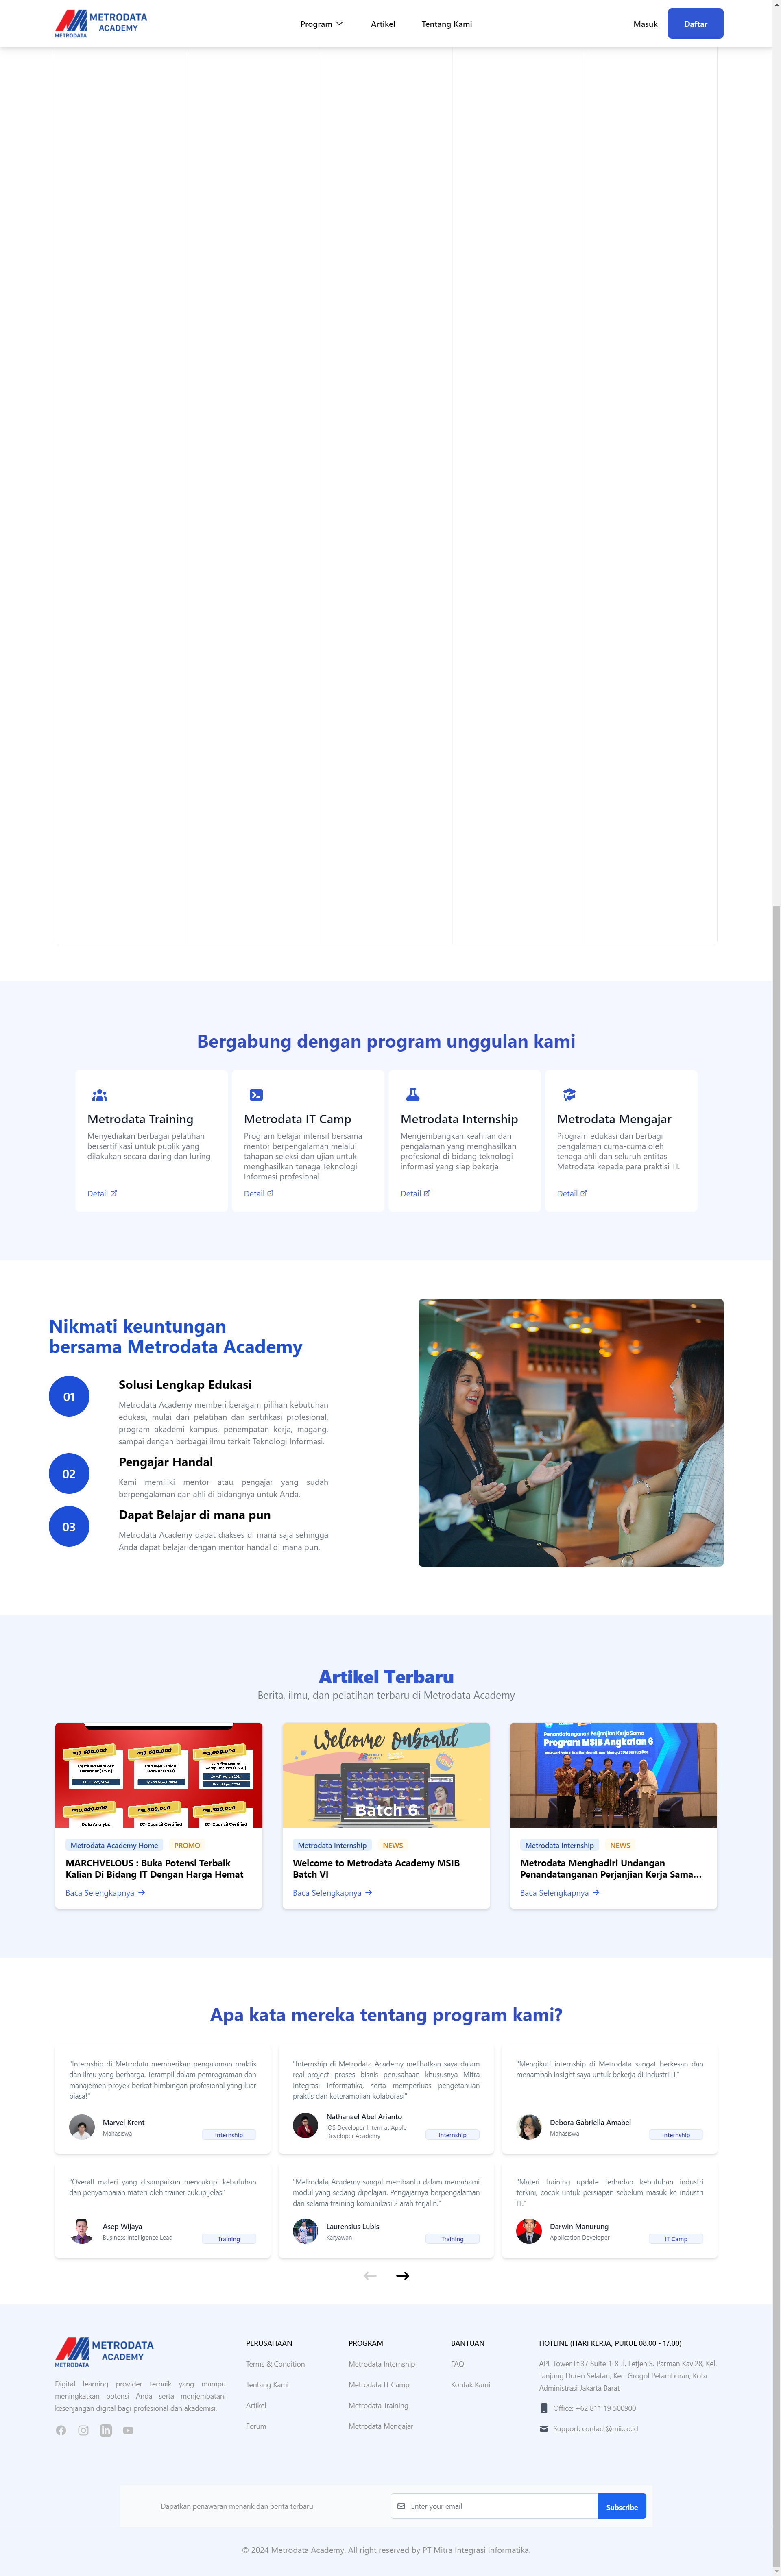 METRODATA
ACADEMY
METRODATA
Program
Artikel
Tentang Kami
Masuk
Daftar
Bergabung dengan program unggulan kami
Metrodata Training
Menyediakan berbagai pelatihan
bersertifikasi untuk publik yang
dilakukan secara daring dan luring
Detail
Metrodata IT Camp
Program belajar intensif bersama
mentor berpengalaman melalui
tahapan seleksi dan ujian untuk
menghasilkan tenaga Teknologi
Informasi profesional
Detail
Metrodata Internship
Mengembangkan keahlian dan
pengalaman yang menghasilkan
profesional di bidang teknologi
informasi yang siap bekerja
Detail
Metrodata Mengajar
Program edukasi dan berbagi
pengalaman cuma-cuma oleh
tenaga ahli dan seluruh entitas
Metrodata kepada para praktisi TI.
Detail
Nikmati keuntungan
bersama Metrodata Academy
01
Solusi Lengkap Edukasi
Metrodata Academy memberi beragam pilihan kebutuhan
edukasi, mulai dari pelatihan dan sertifikasi profesional,
program akademi kampus, penempatan kerja, magang,
sampai dengan berbagai ilmu terkait Teknologi Informasi.
02
Pengajar Handal
Kami memiliki mentor atau pengajar yang sudah
berpengalaman dan ahli di bidangnya untuk Anda.
03
Dapat Belajar di mana pun
Metrodata Academy dapat diakses di mana saja sehingga
Anda dapat belajar dengan mentor handal di mana pun.
Artikel Terbaru
Berita, ilmu, dan pelatihan terbaru di Metrodata Academy
Certified Network
Defender (CND)
Certified Ethical
Hacker (CEH)
Certified Secure
Computer User (CSCU)
Data Analytic
EC-Council Certified
EC-Council Certified
Metrodata Academy Home
PROMO
MARCHVELOUS : Buka Potensi Terbaik
Kalian Di Bidang IT Dengan Harga Hemat
Baca Selengkapnya
Welcome onboard
Batch 6
Metrodata Internship
NEWS
Welcome to Metrodata Academy MSIB
Batch VI
Baca Selengkapnya
Penandatanganan Perjanjian Kerja Sama
Program MSIB Angkatan 6
Metrodata Internship
NEWS
Metrodata Menghadiri Undangan
Penandatanganan Perjanjian Kerja Sama...
Baca Selengkapnya
Apa kata mereka tentang program kami?
"Internship di Metrodata memberikan pengalaman praktis
dan ilmu yang berharga. Terampil dalam pemrograman dan
manajemen proyek berkat bimbingan profesional yang luar
biasa!"
Marvel Krent
Mahasiswa
Internship
"Internship di Metrodata Academy melibatkan saya dalam
real-project proses bisnis perusahaan khususnya Mitra
Integrasi Informatika, serta memperluas pengetahuan
praktis dan keterampilan kolaborasi"
Nathanael Abel Arianto
iOS Developer Intern at Apple
Developer Academy
Internship
"Mengikuti internship di Metrodata sangat berkesan dan
menambah insight saya untuk bekerja di industri IT"
Debora Gabriella Amabel
Mahasiswa
Internship
"Overall materi yang disampaikan mencukupi kebutuhan
dan penyampaian materi oleh trainer cukup jelas"
Asep Wijaya
Business Intelligence Lead
Training
"Metrodata Academy sangat membantu dalam memahami
modul yang sedang dipelajari. Pengajarnya berpengalaman
dan selama training komunikasi 2 arah terjalin."
Laurensius Lubis
Karyawan
Training
"Materi training update terhadap kebutuhan industri
terkini, cocok untuk persiapan sebelum masuk ke industri
IT."
Darwin Manurung
Application Developer
IT Camp
METRODATA
ACADEMY
METRODATA
Digital learning provider terbaik yang mampu
meningkatkan potensi Anda serta menjembatani
kesenjangan digital bagi profesional dan akademisi.
PERUSAHAAN
Terms & Condition
Tentang Kami
Artikel
Forum
PROGRAM
Metrodata Internship
Metrodata IT Camp
Metrodata Training
Metrodata Mengajar
BANTUAN
FAQ
Kontak Kami
HOTLINE (HARI KERJA, PUKUL 08.00 - 17.00)
APL Tower Lt.37 Suite 1-8 Jl. Letjen S. Parman Kav.28, Kel.
Tanjung Duren Selatan, Kec. Grogol Petamburan, Kota
Administrasi Jakarta Barat
Office: +62 811 19 500900
Support: contact@mii.co.id
Dapatkan penawaran menarik dan berita terbaru
Enter your email
Subscribe
© 2024 Metrodata Academy. All right reserved by PT Mitra Integrasi Informatika.